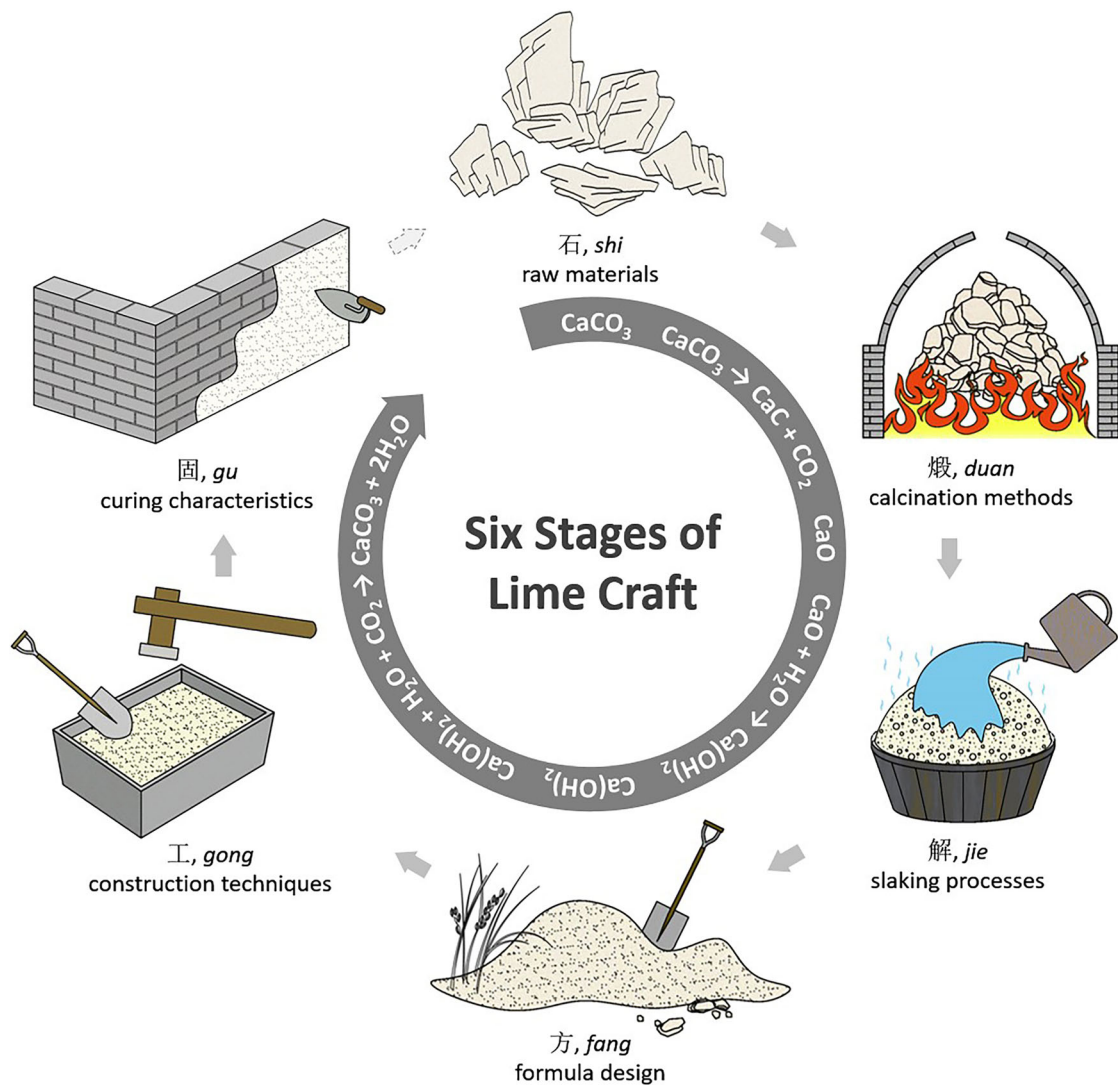 石, shi
raw materials
煅, duan
calcination methods
解, jie
slaking processes
方, fang
formula design
工, gong
construction techniques
固, gu
curing characteristics
CaCO₃
CaCO₃ → CaC + CO₂
CaO
CaO + H₂O → Ca(OH)₂
Ca(OH)₂
Ca(OH)₂ + H₂O + CO₂ → CaCO₃ + 2H₂O
Six Stages of
Lime Craft